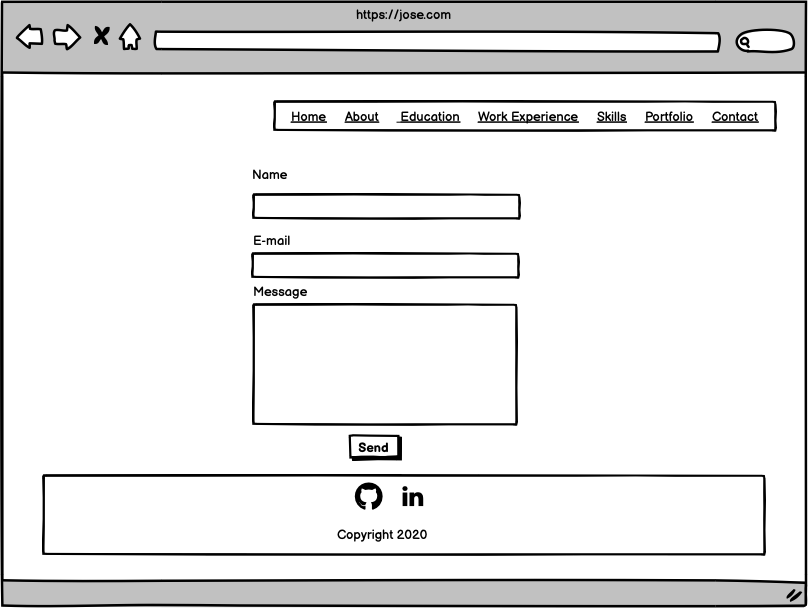 https://jose.com
Home About Education Work Experience Skills Portfolio Contact
Name
E-mail
Message
Send
in
Copyright 2020